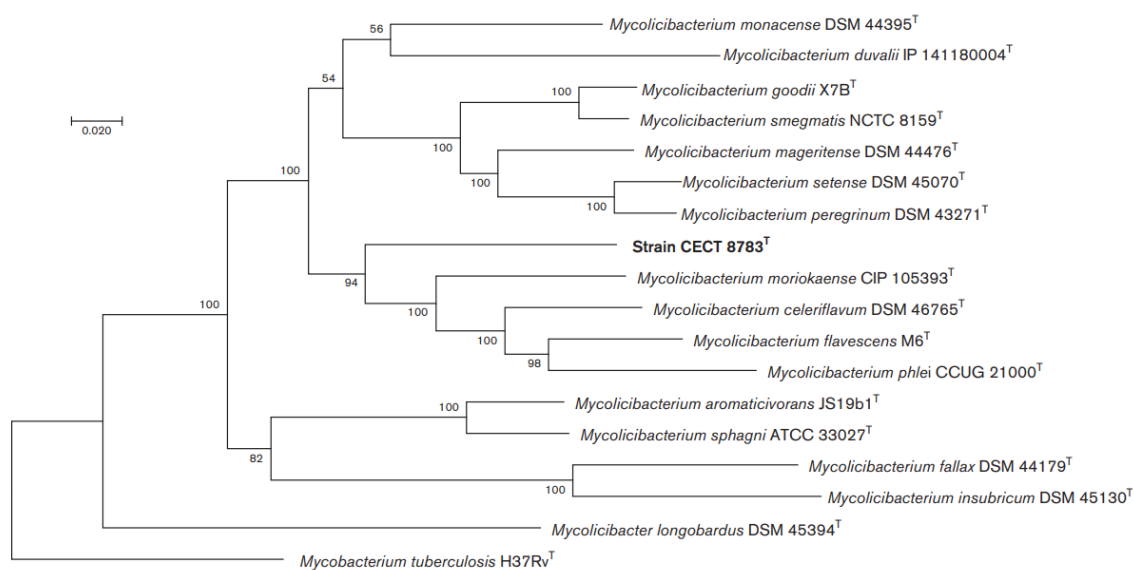 Mycolicibacterium monacense DSM 44395T
56
Mycolicibacterium duvalii IP 141180004T
54
Mycolicibacterium goodii X7BT
100
0.020
Mycolicibacterium smegmatis NCTC 8159T
100
Mycolicibacterium mageritense DSM 44476T
100
100
Mycolicibacterium setense DSM 45070T
100
Mycolicibacterium peregrinum DSM 43271T
Strain CECT 8783T
94
Mycolicibacterium moriokaense CIP 105393T
100
100
Mycolicibacterium celeriflavum DSM 46765T
100
Mycolicibacterium flavescens M6T
98
Mycolicibacterium phlei CCUG 21000T
Mycolicibacterium aromaticivorans JS19b1T
100
Mycolicibacterium sphagni ATCC 33027T
82
Mycolicibacterium fallax DSM 44179T
100
Mycolicibacterium insubricum DSM 45130T
Mycolicibacter longobardus DSM 45394T
Mycobacterium tuberculosis H37RvT